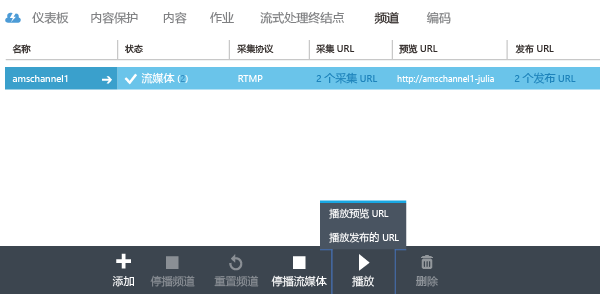 仪表板 内容保护 内容 作业 流式处理终结点 频道 编码
名称 状态 采集协议 采集 URL 预览 URL 发布 URL
amschannel1 流媒体 (2) RTMP 2 个采集 URL http://amschannel1-julia 2 个发布 URL
播放预览 URL
播放发布的 URL
添加 停播频道 重置频道 停播流媒体 播放 删除